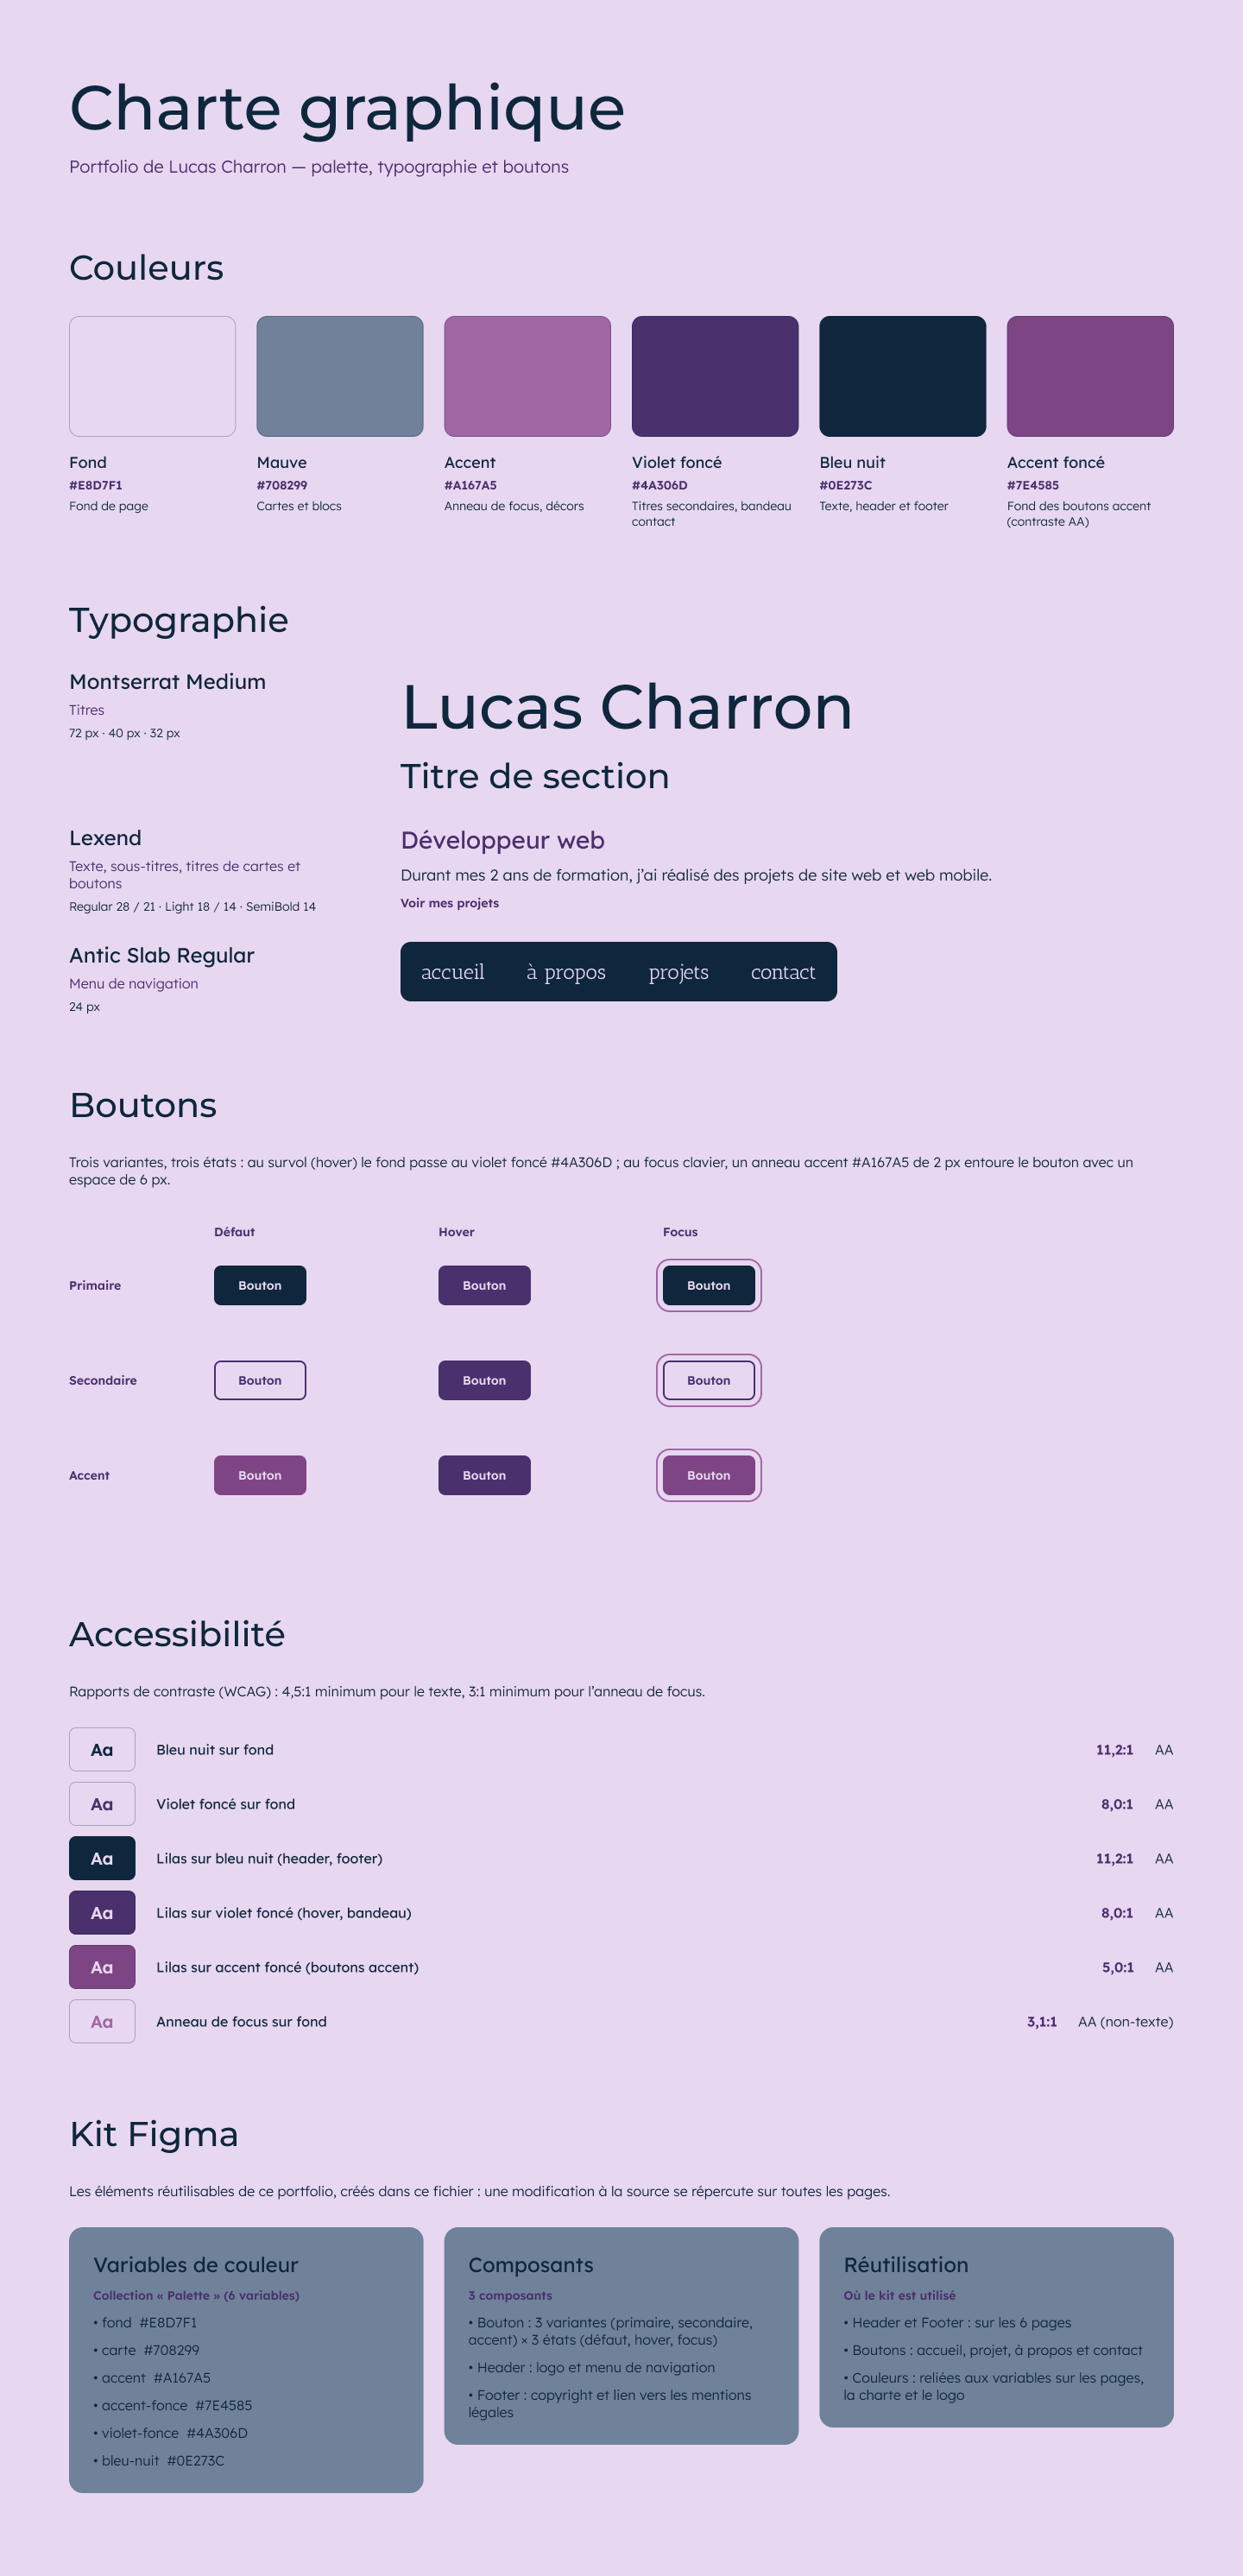 Charte graphique
Portfolio de Lucas Charron — palette, typographie et boutons
Couleurs
Fond
#E8D7F1
Fond de page
Mauve
#708299
Cartes et blocs
Accent
#A167A5
Anneau de focus, décors
Violet foncé
#4A306D
Titres secondaires, bandeau
contact
Bleu nuit
#0E273C
Texte, header et footer
Accent foncé
#7E4585
Fond des boutons accent
(contraste AA)
Typographie
Montserrat Medium
Titres
72 px · 40 px · 32 px
Lucas Charron
Titre de section
Lexend
Texte, sous-titres, titres de cartes et
boutons
Regular 28 / 21 · Light 18 / 14 · SemiBold 14
Développeur web
Durant mes 2 ans de formation, j’ai réalisé des projets de site web et web mobile.
Voir mes projets
Antic Slab Regular
Menu de navigation
24 px
accueil à propos projets contact
Boutons
Trois variantes, trois états : au survol (hover) le fond passe au violet foncé #4A306D ; au focus clavier, un anneau accent #A167A5 de 2 px entoure le bouton avec un
espace de 6 px.
Défaut Hover Focus
Primaire Bouton Bouton Bouton
Secondaire Bouton Bouton Bouton
Accent Bouton Bouton Bouton
Accessibilité
Rapports de contraste (WCAG) : 4,5:1 minimum pour le texte, 3:1 minimum pour l’anneau de focus.
Aa Bleu nuit sur fond 11,2:1 AA
Aa Violet foncé sur fond 8,0:1 AA
Aa Lilas sur bleu nuit (header, footer) 11,2:1 AA
Aa Lilas sur violet foncé (hover, bandeau) 8,0:1 AA
Aa Lilas sur accent foncé (boutons accent) 5,0:1 AA
Aa Anneau de focus sur fond 3,1:1 AA (non-texte)
Kit Figma
Les éléments réutilisables de ce portfolio, créés dans ce fichier : une modification à la source se répercute sur toutes les pages.
Variables de couleur
Collection « Palette » (6 variables)
• fond #E8D7F1
• carte #708299
• accent #A167A5
• accent-fonce #7E4585
• violet-fonce #4A306D
• bleu-nuit #0E273C
Composants
3 composants
• Bouton : 3 variantes (primaire, secondaire,
accent) × 3 états (défaut, hover, focus)
• Header : logo et menu de navigation
• Footer : copyright et lien vers les mentions
légales
Réutilisation
Où le kit est utilisé
• Header et Footer : sur les 6 pages
• Boutons : accueil, projet, à propos et contact
• Couleurs : reliées aux variables sur les pages,
la charte et le logo